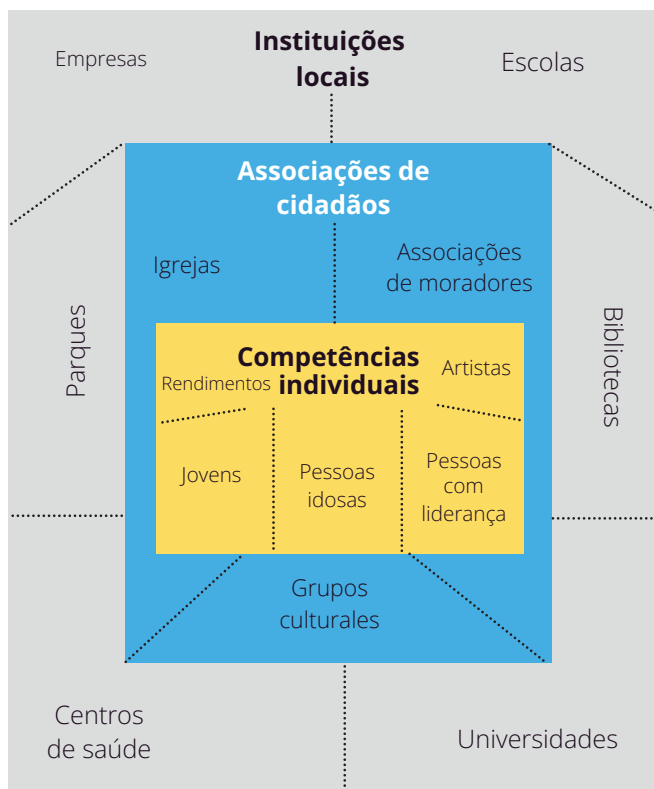 Instituições
locais
Empresas
Escolas
Associações de
cidadãos
Igrejas
Associações
de moradores
Parques
Bibliotecas
Competências
individuais
Rendimentos
Artistas
Jovens
Pessoas
idosas
Pessoas
com
liderança
Grupos
culturales
Centros
de saúde
Universidades